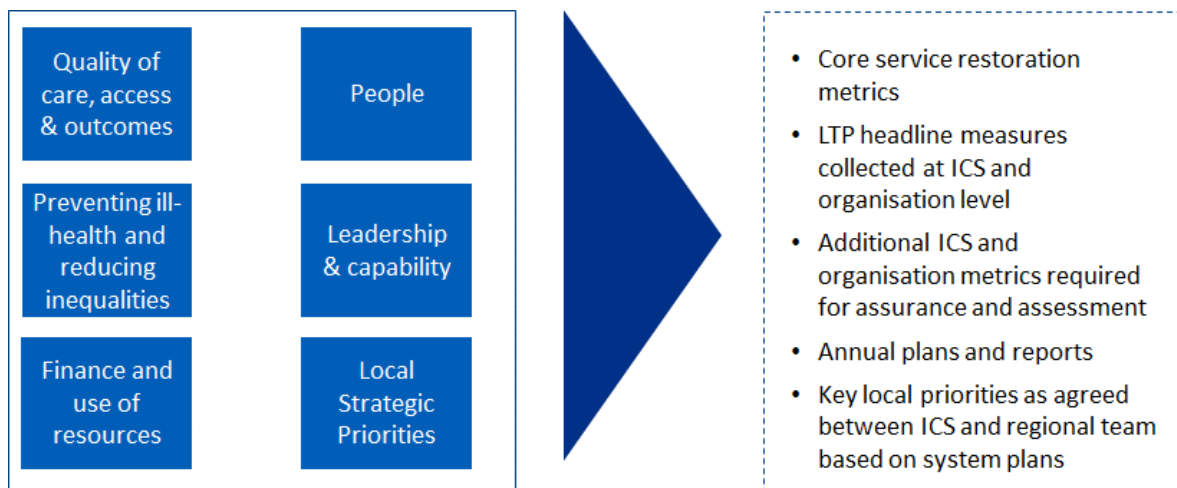 Quality of
care, access
& outcomes
People
Preventing ill-
health and
reducing
inequalities
Leadership
& capability
Finance and
use of
resources
Local
Strategic
Priorities
• Core service restoration
metrics
• LTP headline measures
collected at ICS and
organisation level
• Additional ICS and
organisation metrics required
for assurance and assessment
• Annual plans and reports
• Key local priorities as agreed
between ICS and regional team
based on system plans